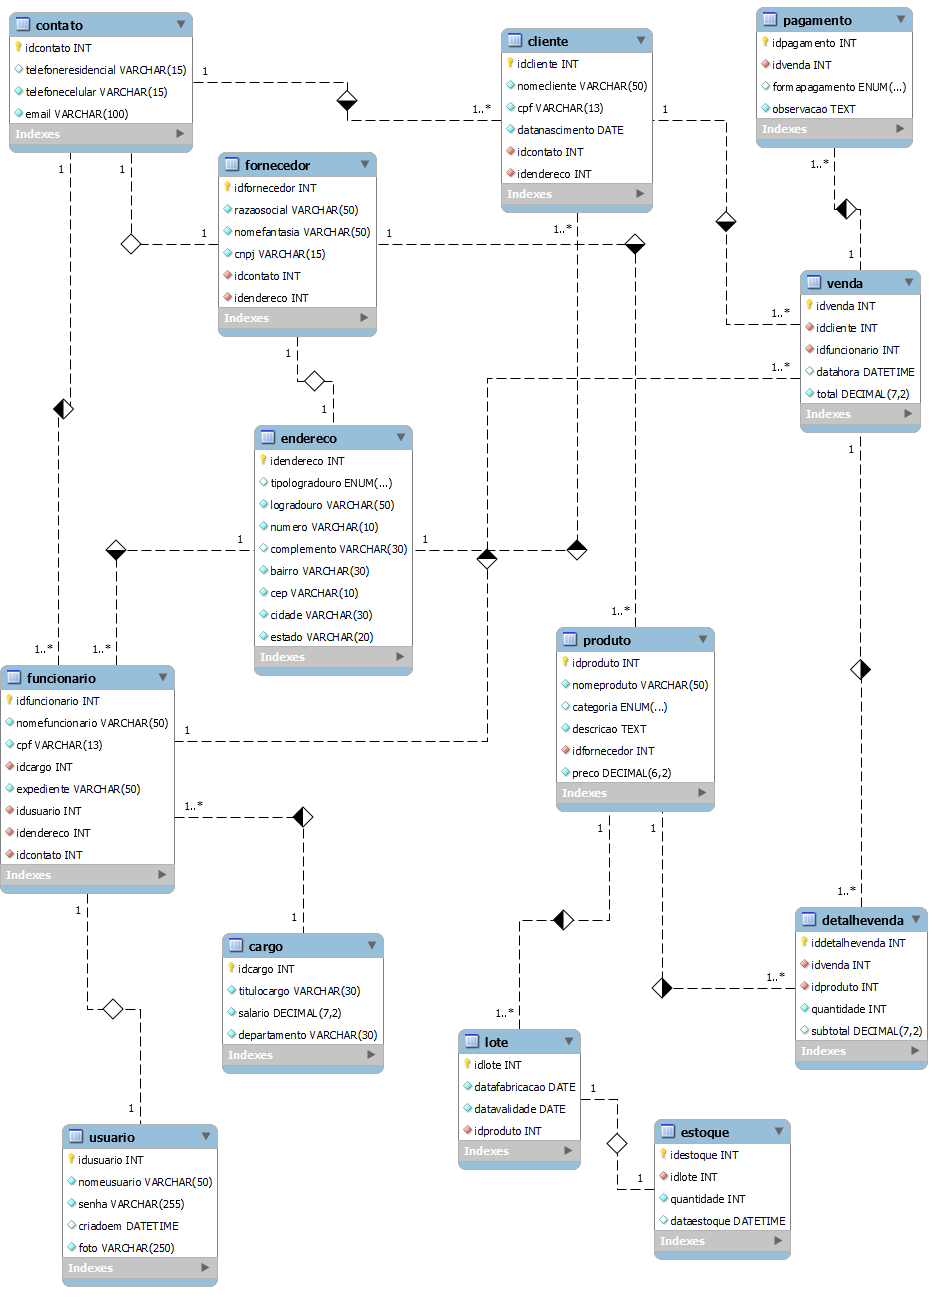 contato
idcontato INT
telefoneresidencial VARCHAR(15)
telefonecelular VARCHAR(15)
email VARCHAR(100)
Indexes
cliente
idcliente INT
nomecliente VARCHAR(50)
cpf VARCHAR(13)
datanascimento DATE
idcontato INT
idendereco INT
Indexes
pagamento
idpagamento INT
idvenda INT
formapagamento ENUM(...)
observacao TEXT
Indexes
1
1..*
1
1..*
1
1
1
fornecedor
idfornecedor INT
razaosocial VARCHAR(50)
nomefantasia VARCHAR(50)
cnpj VARCHAR(15)
idcontato INT
idendereco INT
Indexes
1
1..*
1
venda
idvenda INT
idcliente INT
idfuncionario INT
datahora DATETIME
total DECIMAL(7,2)
Indexes
1..*
1..*
1
1
1
endereco
idendereco INT
tipologradouro ENUM(...)
logradouro VARCHAR(50)
numero VARCHAR(10)
complemento VARCHAR(30)
bairro VARCHAR(30)
cep VARCHAR(10)
cidade VARCHAR(30)
estado VARCHAR(20)
Indexes
1
1
1..*
1..*
1..*
funcionario
idfuncionario INT
nomefuncionario VARCHAR(50)
cpf VARCHAR(13)
idcargo INT
expediente VARCHAR(50)
idusuario INT
idendereco INT
idcontato INT
Indexes
1
1..*
produto
idproduto INT
nomeproduto VARCHAR(50)
categoria ENUM(...)
descricao TEXT
idfornecedor INT
preco DECIMAL(6,2)
Indexes
1
1
1
1
1..*
cargo
idcargo INT
titulocargo VARCHAR(30)
salario DECIMAL(7,2)
departamento VARCHAR(30)
Indexes
detalhevenda
iddetalhevenda INT
idvenda INT
idproduto INT
quantidade INT
subtotal DECIMAL(7,2)
Indexes
1..*
1..*
lote
idlote INT
datafabricacao DATE
datavalidade DATE
idproduto INT
Indexes
1
1
1
usuario
idusuario INT
nomeusuario VARCHAR(50)
senha VARCHAR(255)
criadoem DATETIME
foto VARCHAR(250)
Indexes
estoque
idestoque INT
idlote INT
quantidade INT
dataestoque DATETIME
Indexes